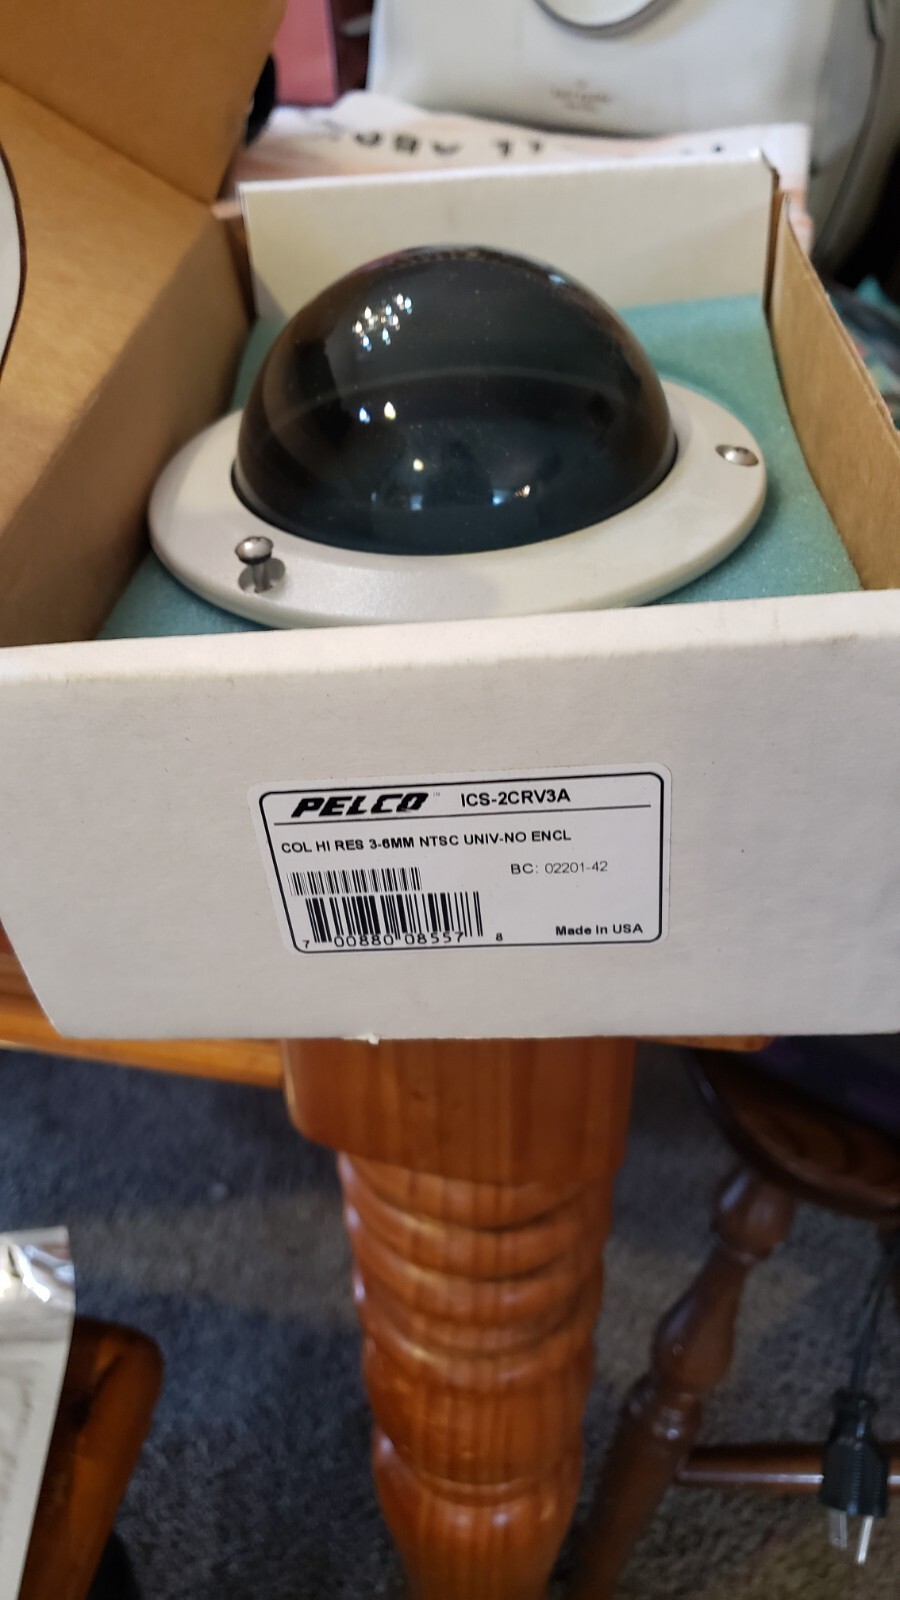 PELCO™ ICS-2CRV3A
COL HI RES 3-6MM NTSC UNIV-NO ENCL
BC: 02201-42
7 00880 08557 8
Made in USA